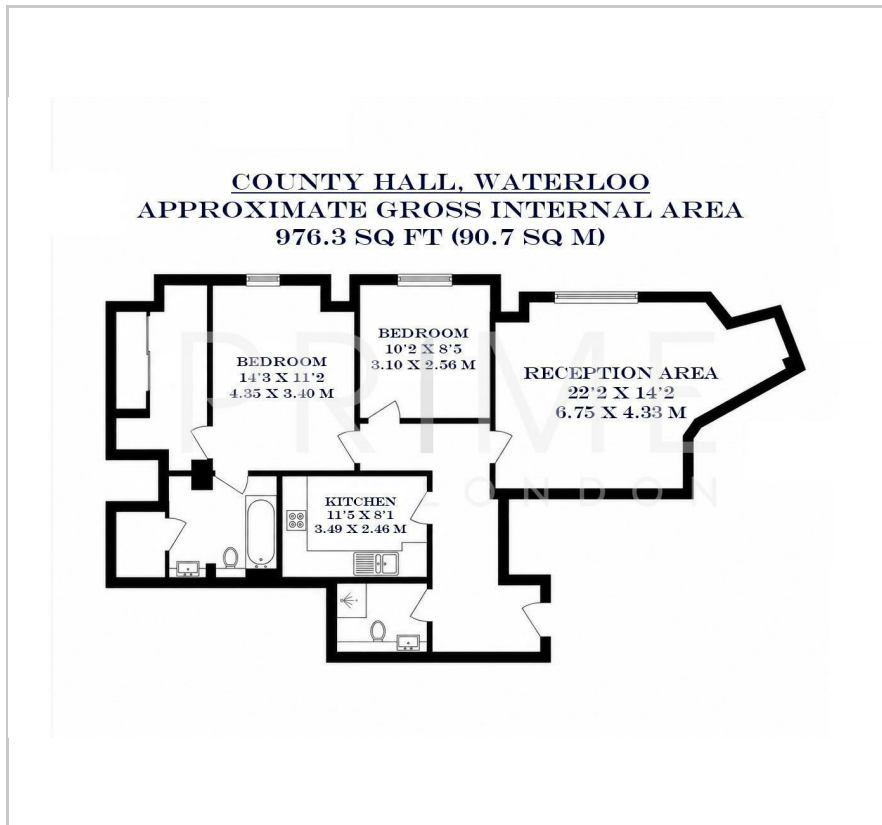 COUNTY HALL, WATERLOO
APPROXIMATE GROSS INTERNAL AREA
976.3 SQ FT (90.7 SQ M)
BEDROOM
14'3 X 11'2
4.35 X 3.40 M
BEDROOM
10'2 X 8'5
3.10 X 2.56 M
RECEPTION AREA
22'2 X 14'2
6.75 X 4.33 M
KITCHEN
11'5 X 8'1
3.49 X 2.46 M
PRIME
LONDON